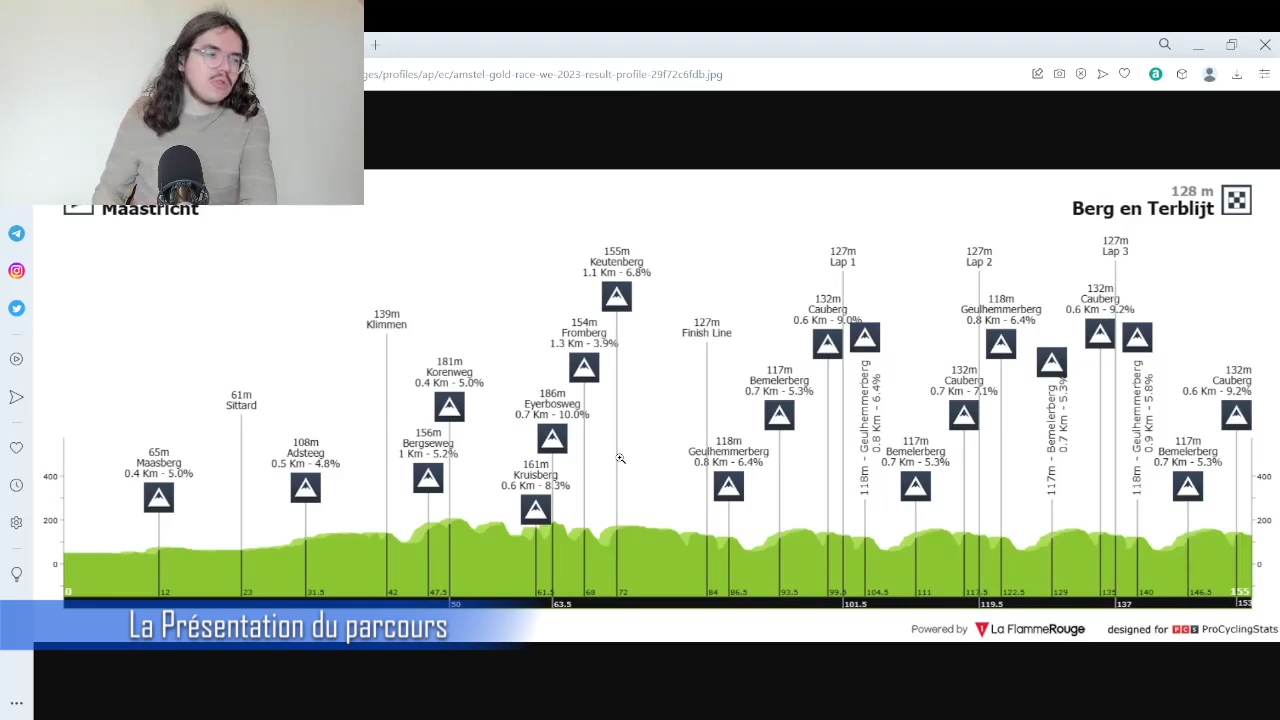 ges/profiles/ap/ec/amstel-gold-race-we-2023-result-profile-29f72c6fdb.jpg
Maastricht
128 m
Berg en Terblijt
65m
Maasberg
0.4 Km - 5.0%
61m
Sittard
108m
Adsteeg
0.5 Km - 4.8%
139m
Klimmen
156m
Bergseweg
1 Km - 5.2%
181m
Korenweg
0.4 Km - 5.0%
161m
Kruisberg
0.6 Km - 8.3%
186m
Eyerbosweg
0.7 Km - 10.0%
154m
Fromberg
1.3 Km - 3.9%
155m
Keutenberg
1.1 Km - 6.8%
127m
Finish Line
118m
Geulhemmerberg
0.8 Km - 6.4%
117m
Bemelerberg
0.7 Km - 5.3%
132m
Cauberg
0.6 Km - 9.0%
127m
Lap 1
118m - Geulhemmerberg
0.8 Km - 6.4%
117m
Bemelerberg
0.7 Km - 5.3%
132m
Cauberg
0.7 Km - 7.1%
127m
Lap 2
118m
Geulhemmerberg
0.8 Km - 6.4%
117m - Bemelerberg
0.7 Km - 5.3%
132m
Cauberg
0.6 Km - 9.2%
127m
Lap 3
118m - Geulhemmerberg
0.9 Km - 5.8%
117m
Bemelerberg
0.7 Km - 5.3%
132m
Cauberg
0.6 Km - 9.2%
400
200
0
400
200
0
0 12 23 31.5 42 47.5 61.5 68 72 84 86.5 93.5 99.5 104.5 111 117.5 122.5 129 135 140 146.5 155
50 63.5 101.5 119.5 137 153
La Présentation du parcours
Powered by La FlammeRouge designed for PCS ProCyclingStats